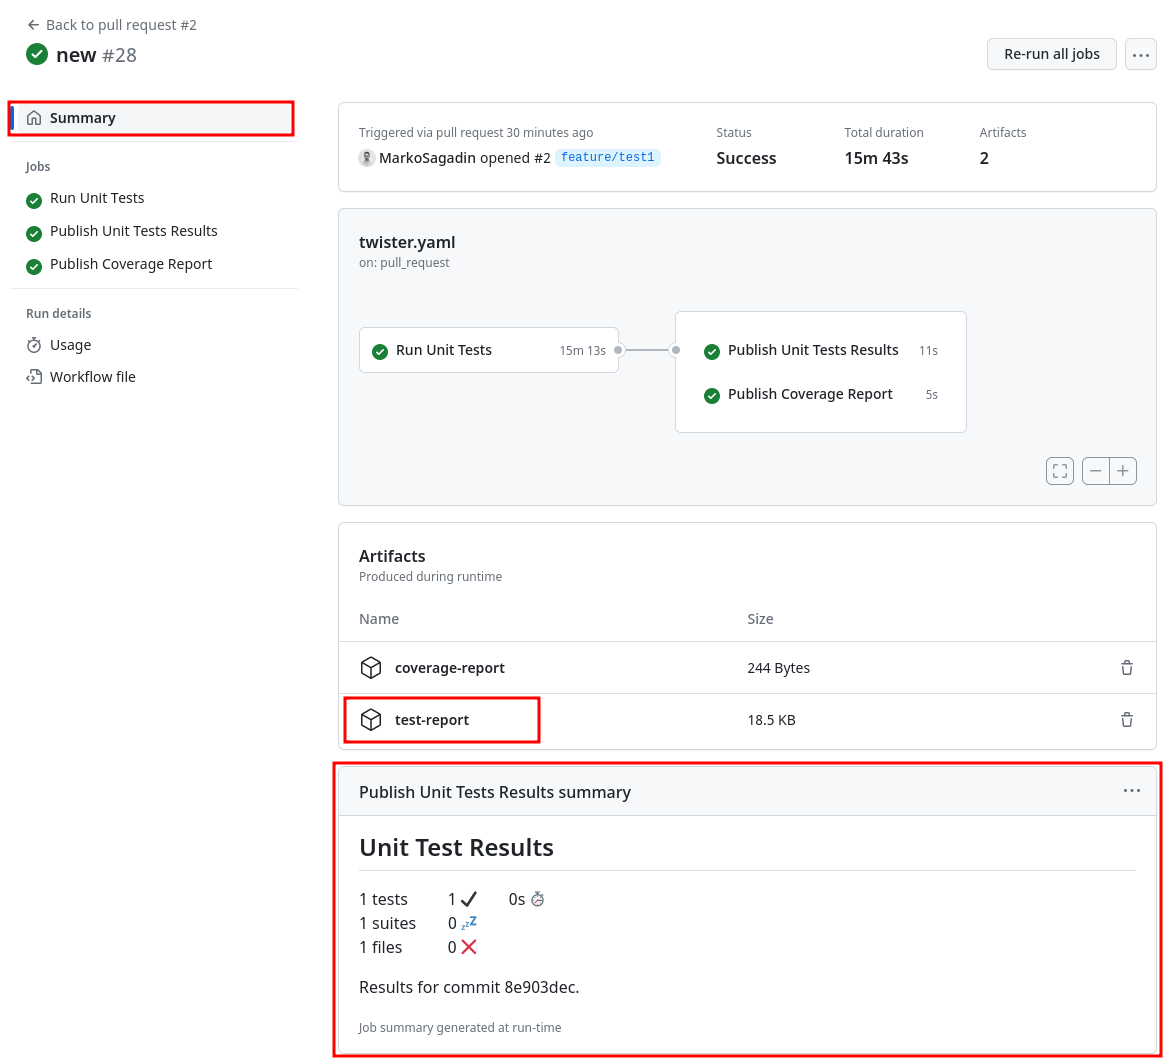 Back to pull request #2
new #28
Re-run all jobs
Summary
Jobs
Run Unit Tests
Publish Unit Tests Results
Publish Coverage Report
Run details
Usage
Workflow file
Triggered via pull request 30 minutes ago
MarkoSagadin opened #2 feature/test1
Status
Success
Total duration
15m 43s
Artifacts
2
twister.yaml
on: pull_request
Run Unit Tests 15m 13s
Publish Unit Tests Results 11s
Publish Coverage Report 5s
Artifacts
Produced during runtime
Name Size
coverage-report 244 Bytes
test-report 18.5 KB
Publish Unit Tests Results summary
Unit Test Results
1 tests 1 0s
1 suites 0 zzZ
1 files 0
Results for commit 8e903dec.
Job summary generated at run-time